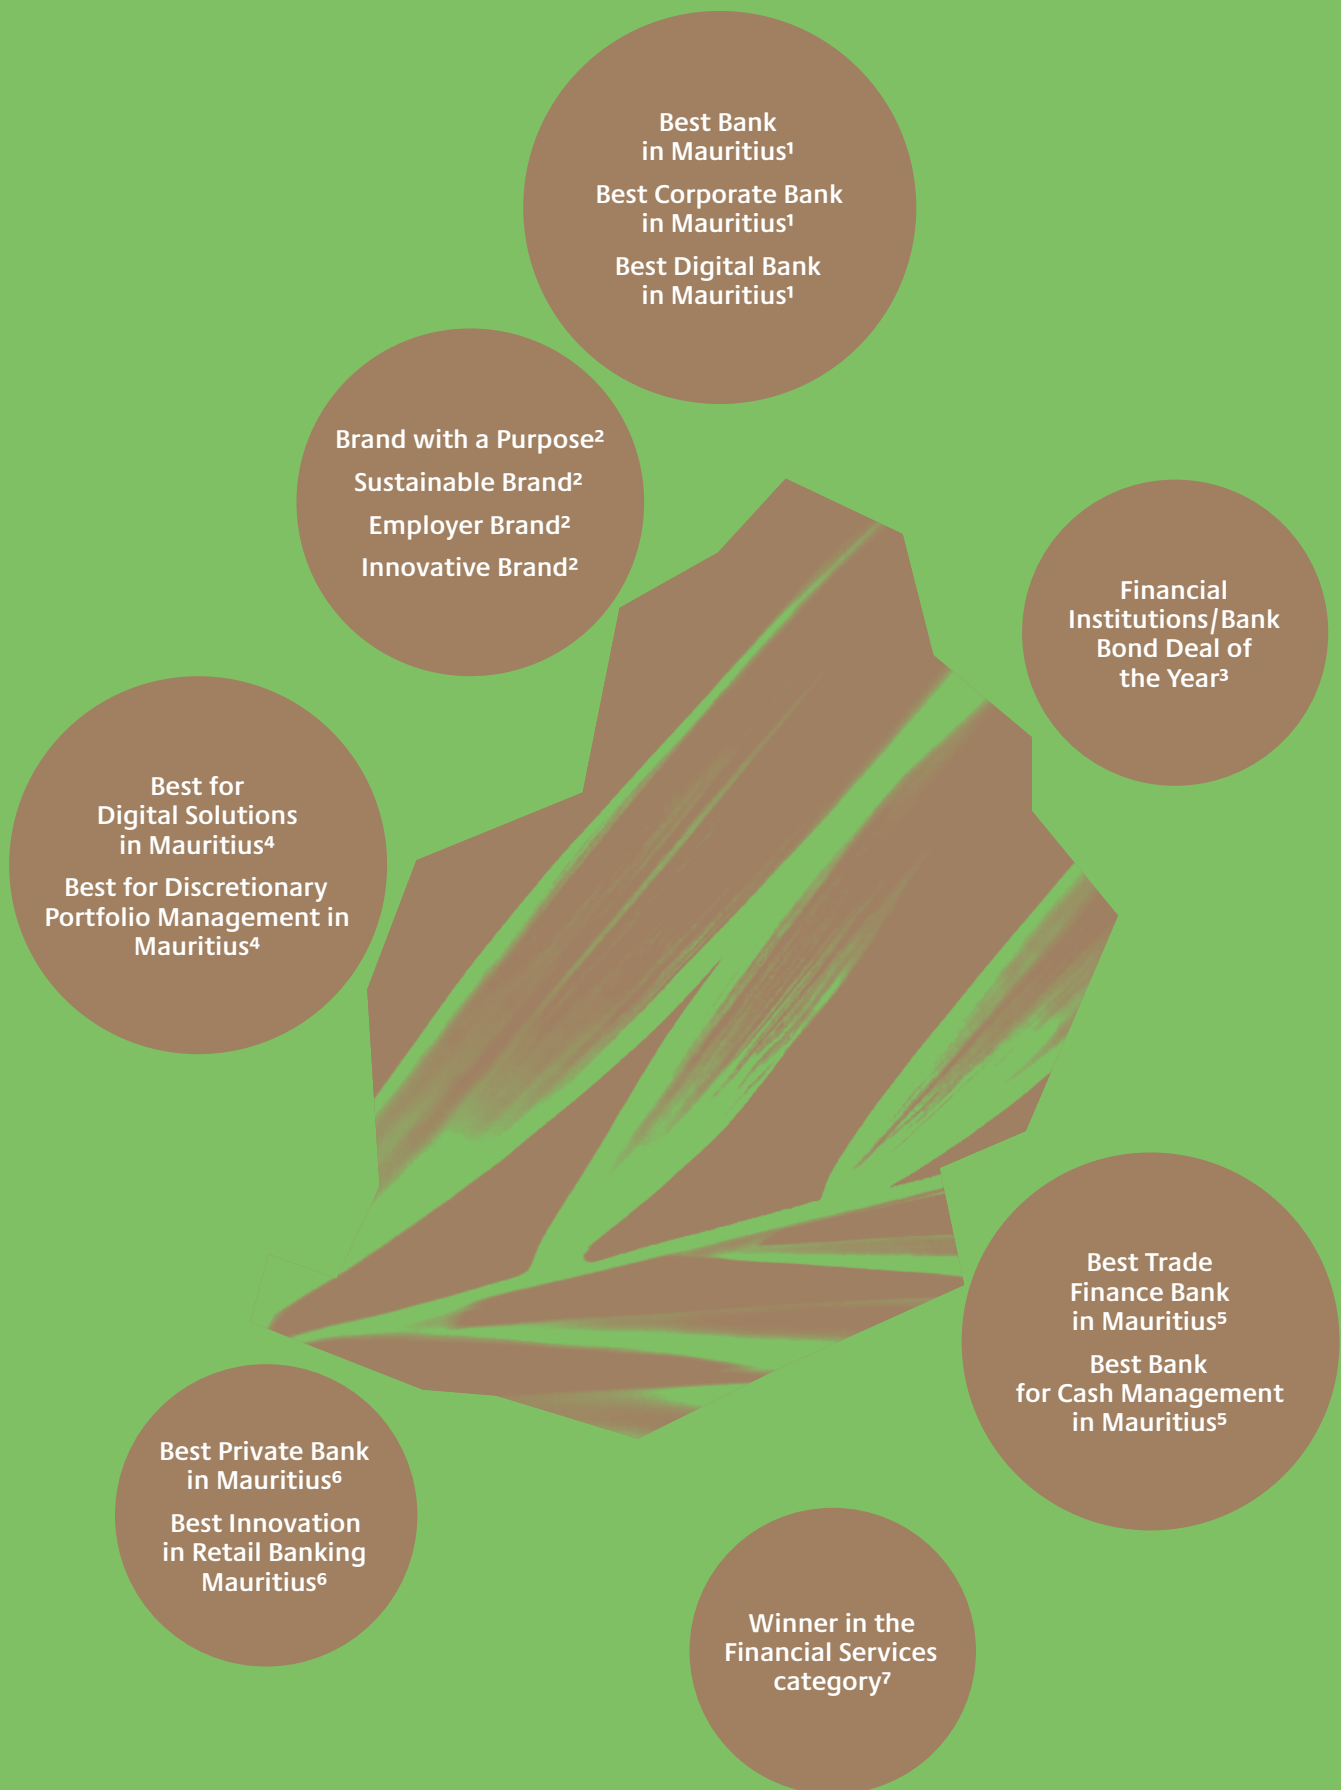 Best Bank
in Mauritius¹
Best Corporate Bank
in Mauritius¹
Best Digital Bank
in Mauritius¹
Brand with a Purpose²
Sustainable Brand²
Employer Brand²
Innovative Brand²
Financial
Institutions/Bank
Bond Deal of
the Year³
Best for
Digital Solutions
in Mauritius⁴
Best for Discretionary
Portfolio Management in
Mauritius⁴
Best Trade
Finance Bank
in Mauritius⁵
Best Bank
for Cash Management
in Mauritius⁵
Best Private Bank
in Mauritius⁶
Best Innovation
in Retail Banking
Mauritius⁶
Winner in the
Financial Services
category⁷